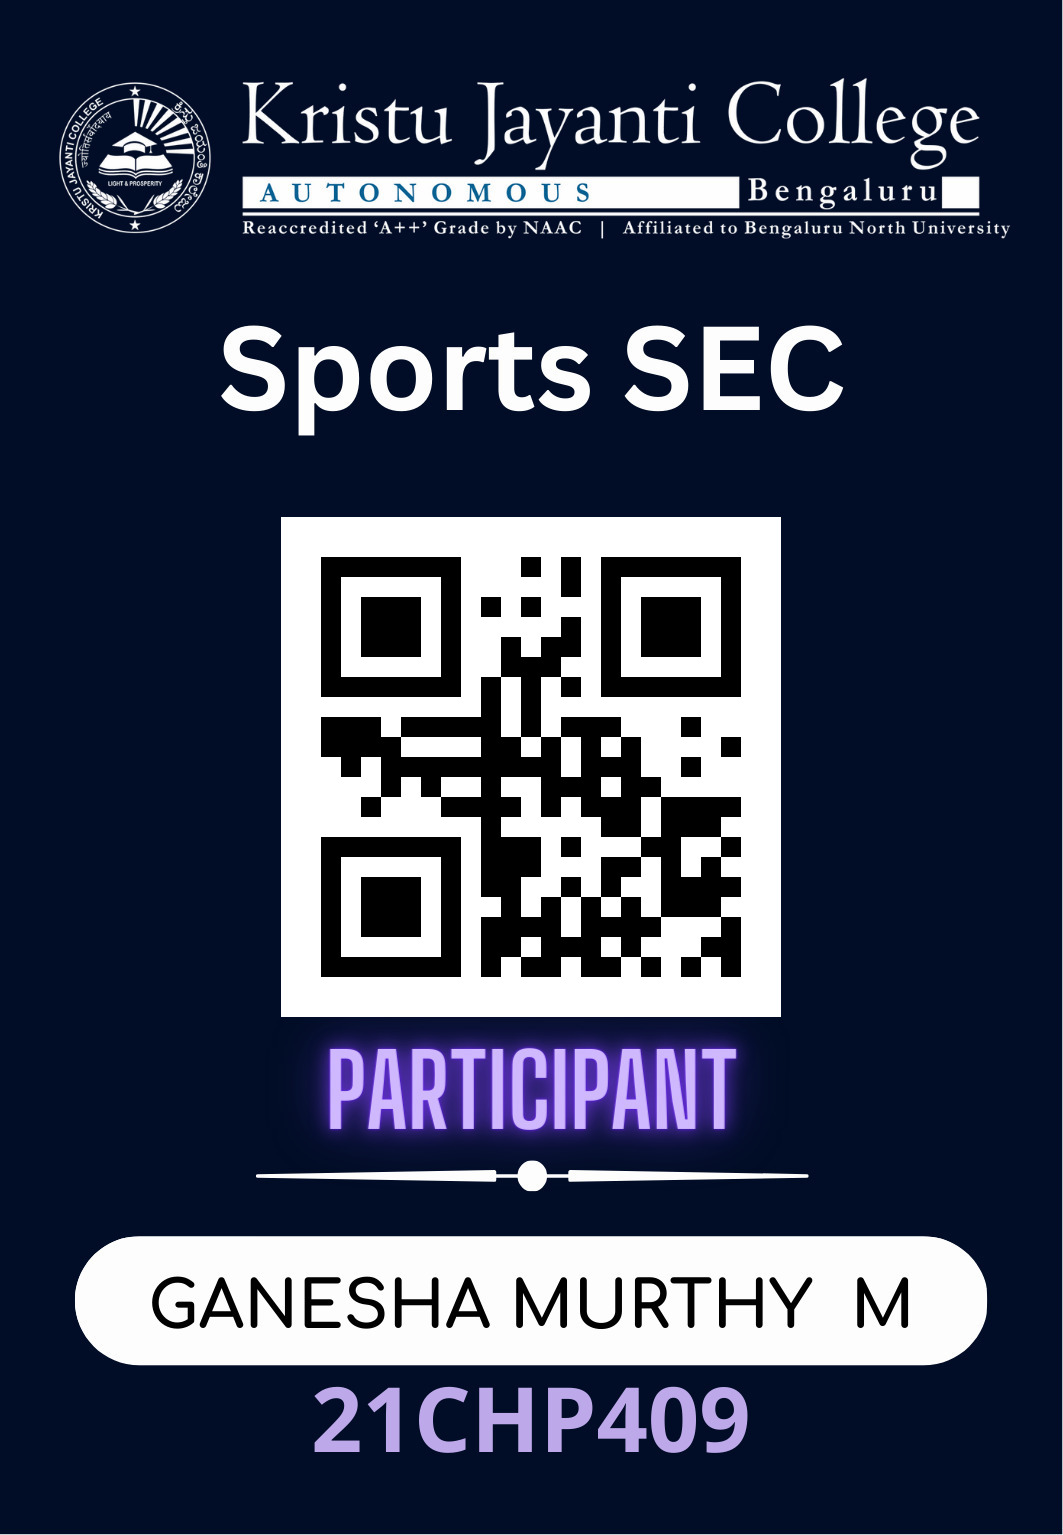 Kristu Jayanti College
AUTONOMOUS Bengaluru
Reaccredited ‘A++’ Grade by NAAC | Affiliated to Bengaluru North University
KRISTU JAYANTI COLLEGE
ಕ್ರಿಸ್ತು ಜಯಂತಿ ಕಾಲೇಜು
LIGHT & PROSPERITY
Sports SEC
PARTICIPANT
GANESHA MURTHY M
21CHP409